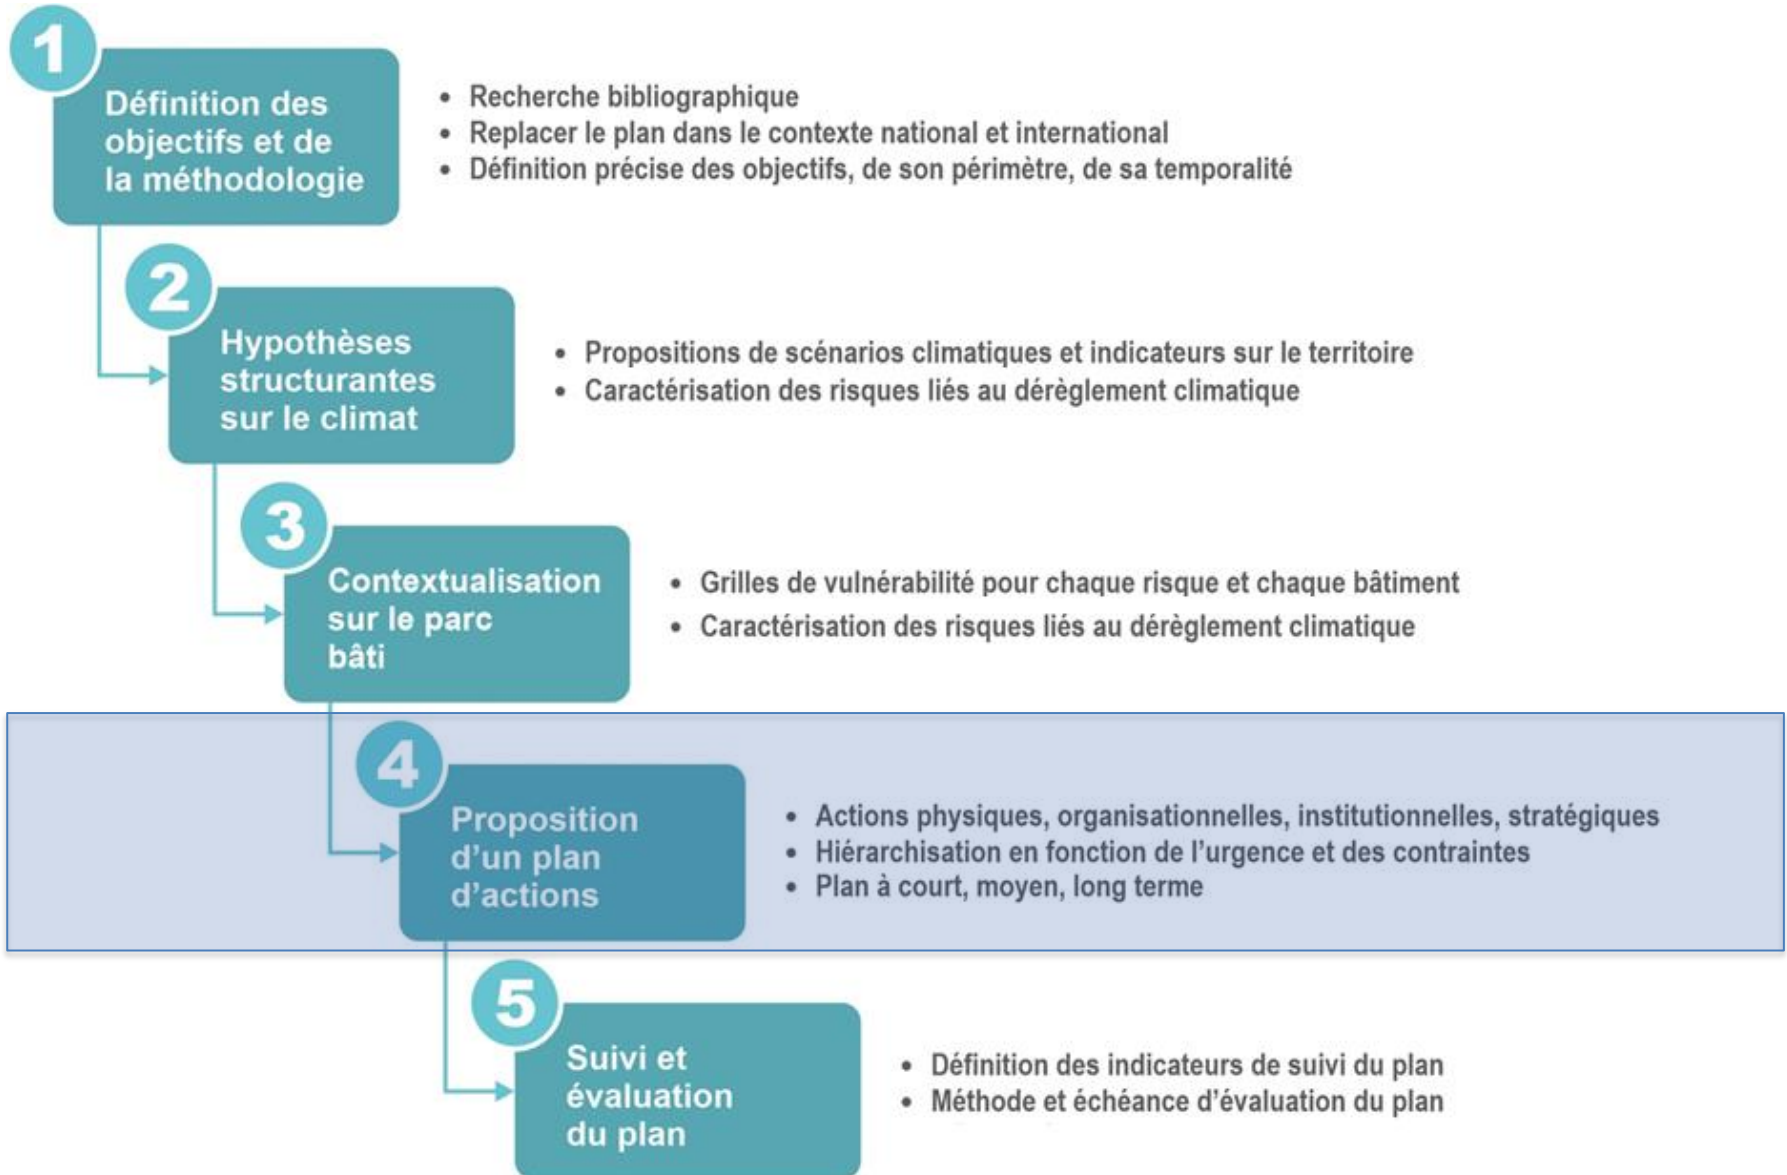 1
Définition des
objectifs et de
la méthodologie
• Recherche bibliographique
• Replacer le plan dans le contexte national et international
• Définition précise des objectifs, de son périmètre, de sa temporalité
2
Hypothèses
structurantes
sur le climat
• Propositions de scénarios climatiques et indicateurs sur le territoire
• Caractérisation des risques liés au dérèglement climatique
3
Contextualisation
sur le parc
bâti
• Grilles de vulnérabilité pour chaque risque et chaque bâtiment
• Caractérisation des risques liés au dérèglement climatique
4
Proposition
d’un plan
d’actions
• Actions physiques, organisationnelles, institutionnelles, stratégiques
• Hiérarchisation en fonction de l’urgence et des contraintes
• Plan à court, moyen, long terme
5
Suivi et
évaluation
du plan
• Définition des indicateurs de suivi du plan
• Méthode et échéance d’évaluation du plan